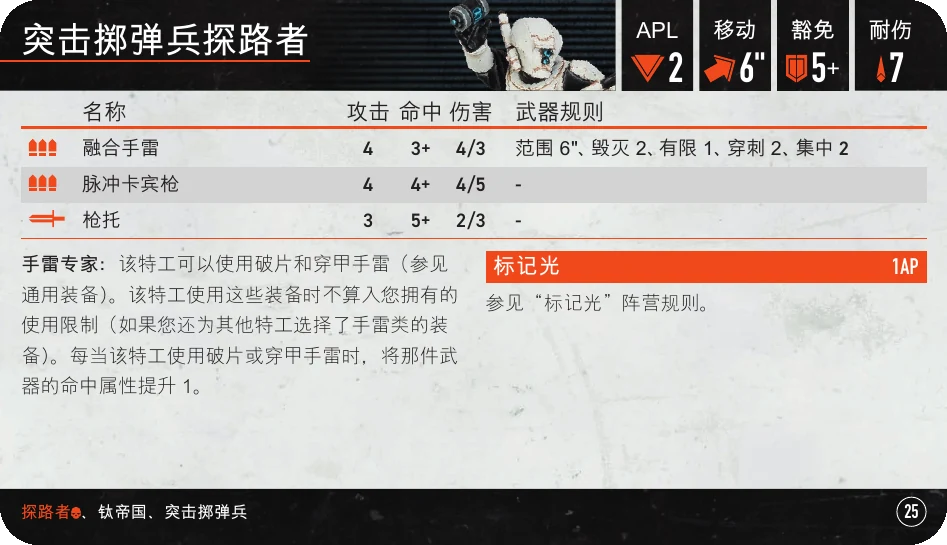 突击掷弹兵探路者
APL 移动 豁免 耐伤
2 6" 5+ 7
名称 攻击 命中 伤害 武器规则
融合手雷 4 3+ 4/3 范围 6"、毁灭 2、有限 1、穿刺 2、集中 2
脉冲卡宾枪 4 4+ 4/5 -
枪托 3 5+ 2/3 -
手雷专家：该特工可以使用破片和穿甲手雷（参见
通用装备）。该特工使用这些装备时不算入您拥有的
使用限制（如果您还为其他特工选择了手雷类的装
备）。每当该特工使用破片或穿甲手雷时，将那件武
器的命中属性提升 1。
标记光 1AP
参见“标记光”阵营规则。
探路者、钛帝国、突击掷弹兵
25